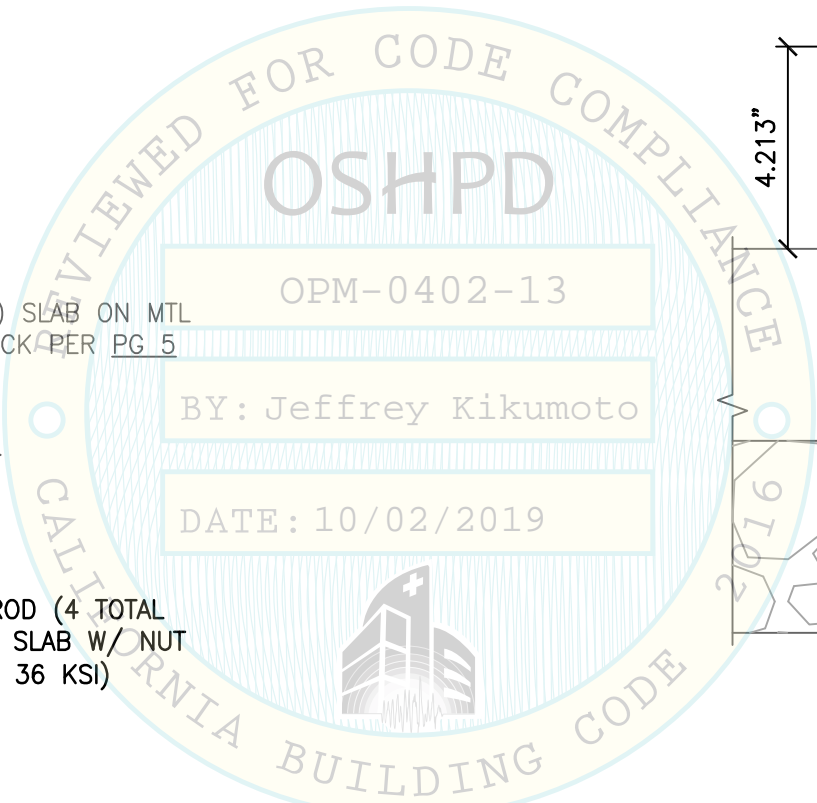 REVIEWED FOR CODE COMPLIANCE
4.213"
OSHPD
OPM-0402-13
) SLAB ON MTL
CK PER PG 5
BY: Jeffrey Kikumoto
DATE: 10/02/2019
ROD (4 TOTAL
SLAB W/ NUT
36 KSI)
CALIFORNIA BUILDING CODE 2016